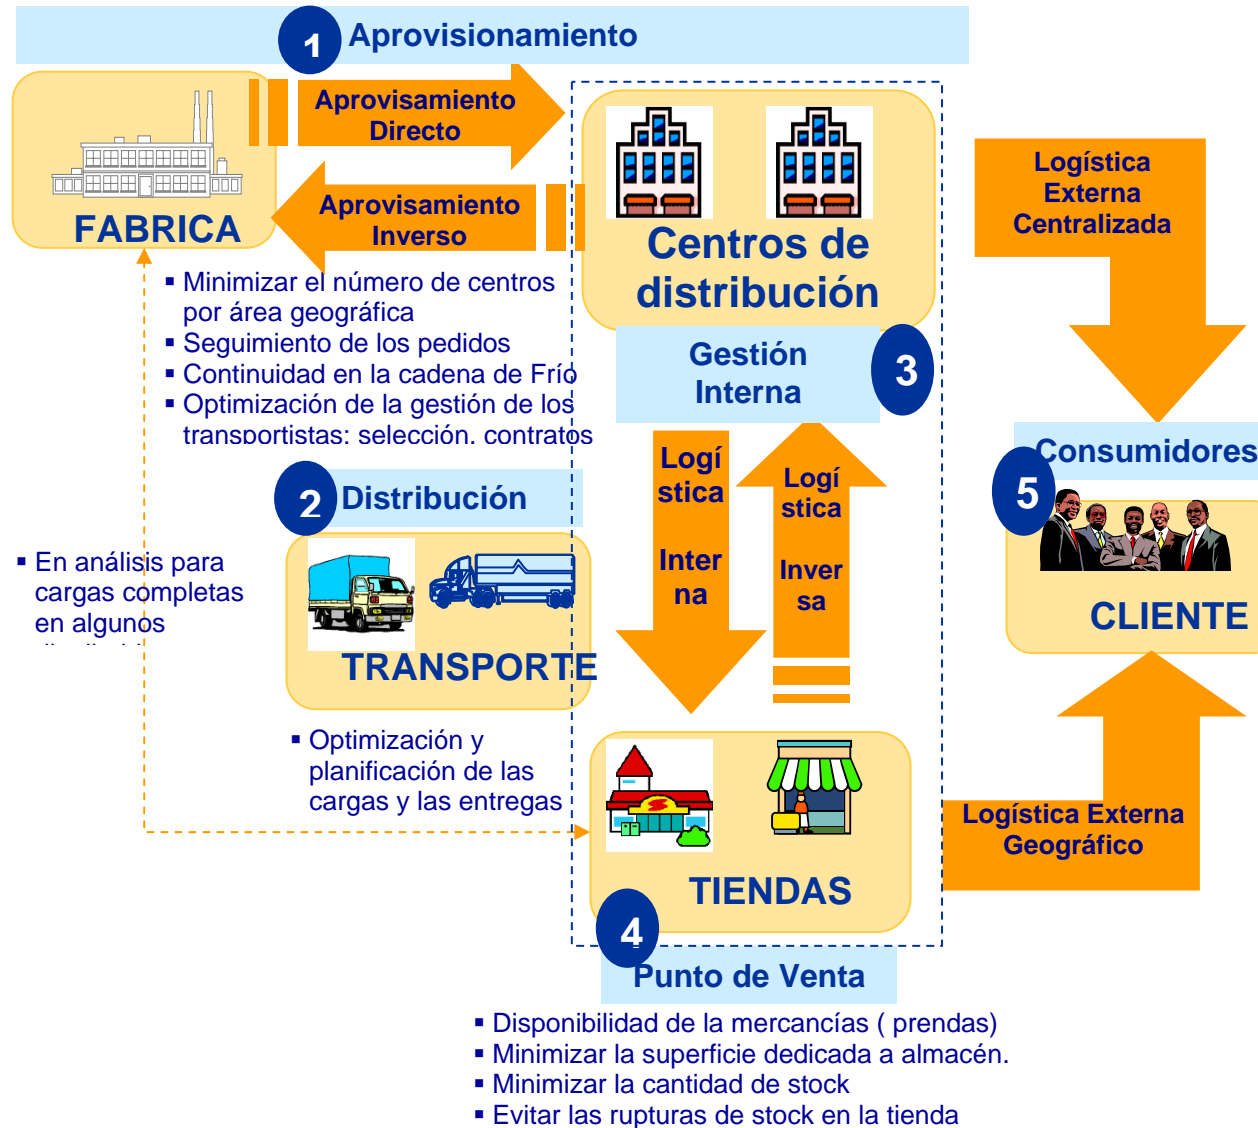 1
Aprovisionamiento
Aprovisamiento
Directo
Aprovisamiento
Inverso
FABRICA
Centros de
distribución
Logística
Externa
Centralizada
▪ Minimizar el número de centros
por área geográfica
▪ Seguimiento de los pedidos
▪ Continuidad en la cadena de Frío
▪ Optimización de la gestión de los
transportistas: selección, contratos
Gestión
Interna
3
2
Distribución
Logí
stica
Inter
na
Logí
stica
Inver
sa
Consumidores
5
CLIENTE
▪ En análisis para
cargas completas
en algunos
TRANSPORTE
▪ Optimización y
planificación de las
cargas y las entregas
Logística Externa
Geográfico
TIENDAS
4
Punto de Venta
▪ Disponibilidad de la mercancías ( prendas)
▪ Minimizar la superficie dedicada a almacén.
▪ Minimizar la cantidad de stock
▪ Evitar las rupturas de stock en la tienda